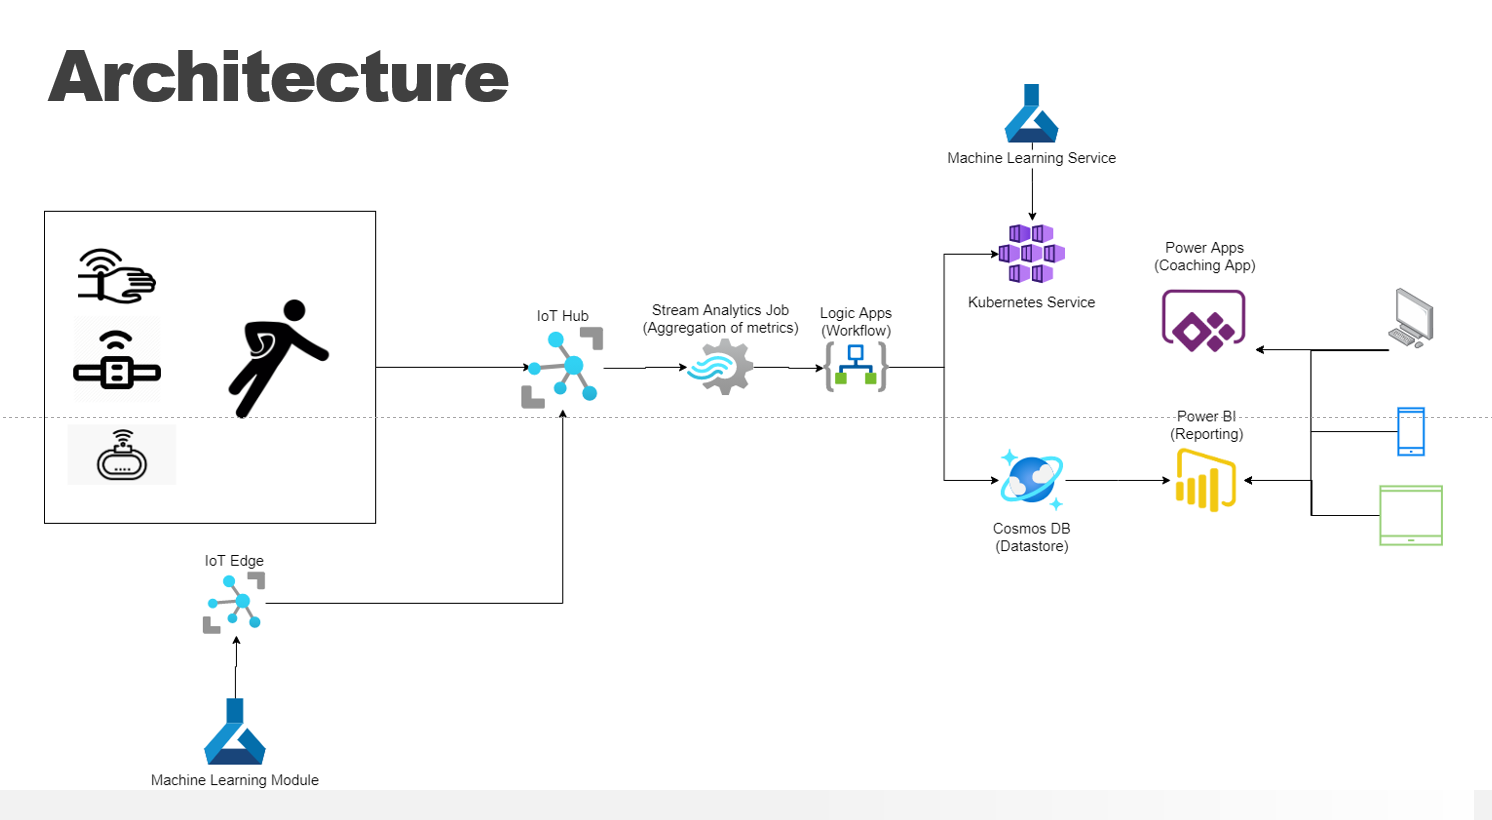 Architecture
Machine Learning Service
Power Apps
(Coaching App)
IoT Hub
Stream Analytics Job
(Aggregation of metrics)
Logic Apps
(Workflow)
Kubernetes Service
Power BI
(Reporting)
Cosmos DB
(Datastore)
IoT Edge
Machine Learning Module